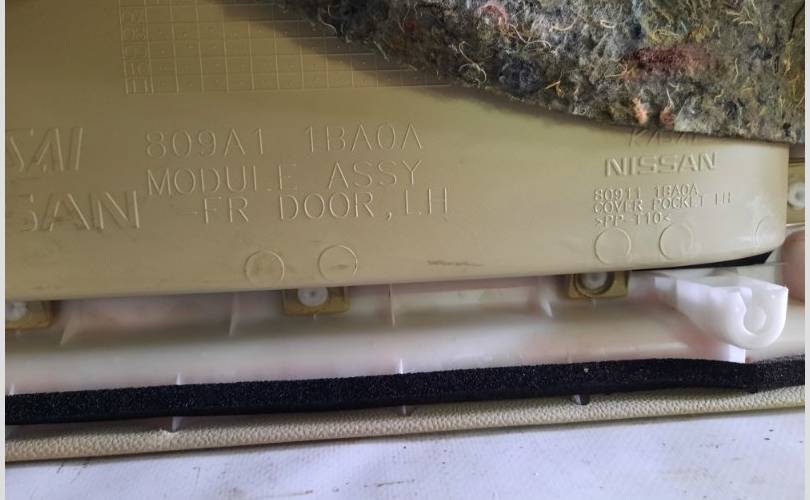 809A1 1BA0A
MODULE ASSY
-FR DOOR,LH
NISSAN
80911 1BA0A
COVER POCKET LH
>PP-T10<